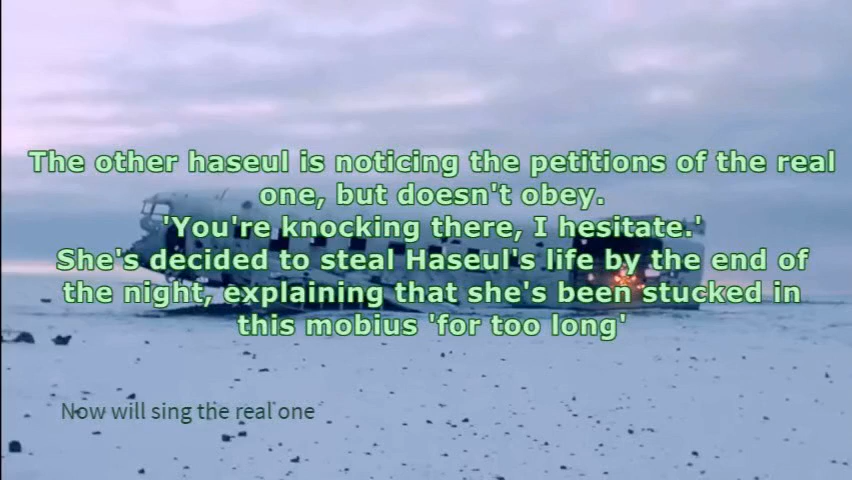 The other haseul is noticing the petitions of the real
one, but doesn't obey.
'You're knocking there, I hesitate.'
She's decided to steal Haseul's life by the end of
the night, explaining that she's been stucked in
this mobius 'for too long'
Now will sing the real one